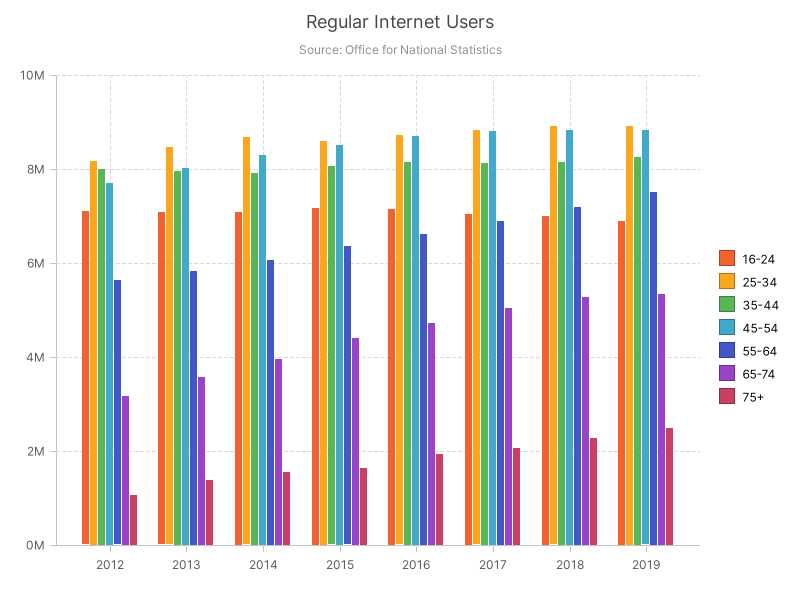 Regular Internet Users
Source: Office for National Statistics
10M
8M
6M
4M
2M
0M
2012 2013 2014 2015 2016 2017 2018 2019
16-24
25-34
35-44
45-54
55-64
65-74
75+